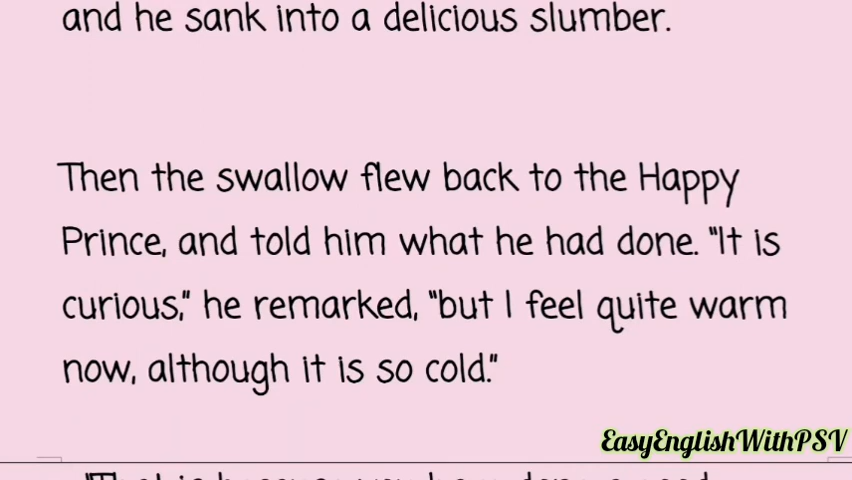 and he sank into a delicious slumber.
Then the swallow flew back to the Happy
Prince, and told him what he had done. "It is
curious," he remarked, "but I feel quite warm
now, although it is so cold."
EasyEnglishWithPSV